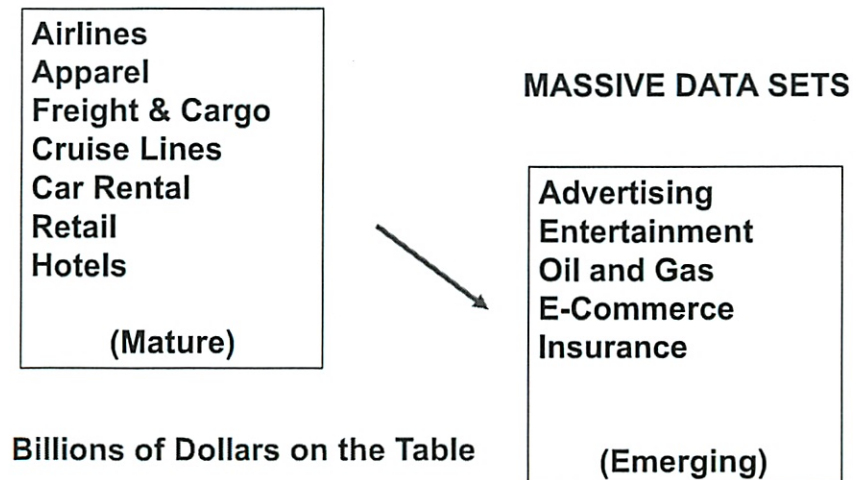 Airlines
Apparel
Freight & Cargo
Cruise Lines
Car Rental
Retail
Hotels
(Mature)
MASSIVE DATA SETS
Advertising
Entertainment
Oil and Gas
E-Commerce
Insurance
(Emerging)
Billions of Dollars on the Table